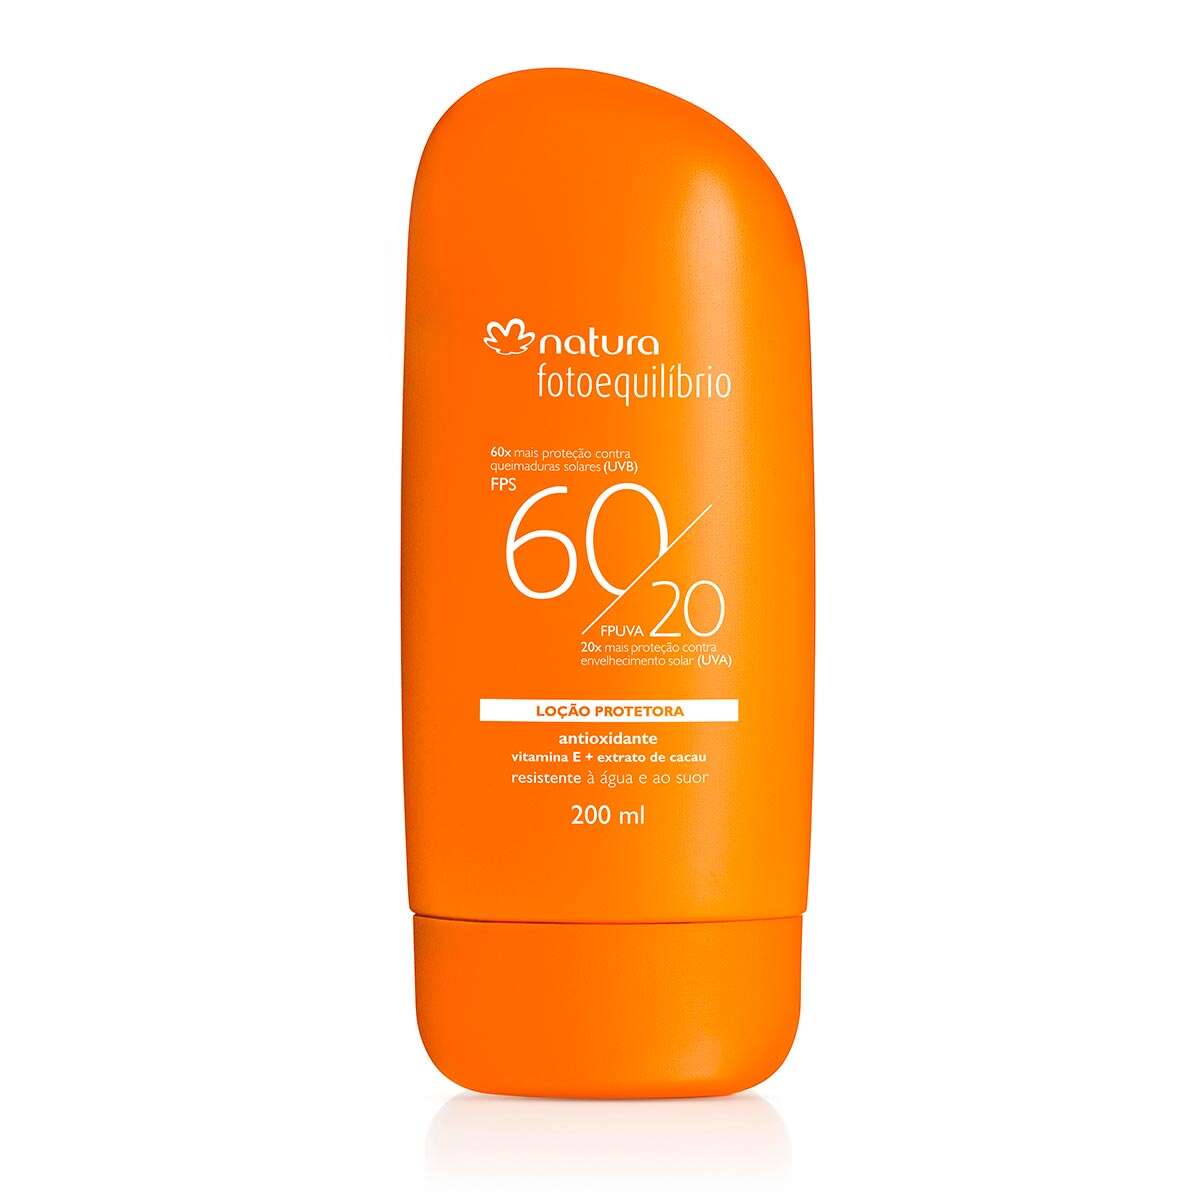 natura
fotoequilíbrio
60x mais proteção contra
queimaduras solares (UVB)
FPS
60
FPUVA 20
20x mais proteção contra
envelhecimento solar (UVA)
LOÇÃO PROTETORA
antioxidante
vitamina E + extrato de cacau
resistente à água e ao suor
200 ml